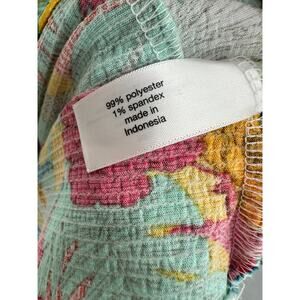 99% polyester
1% spandex
made in
Indonesia